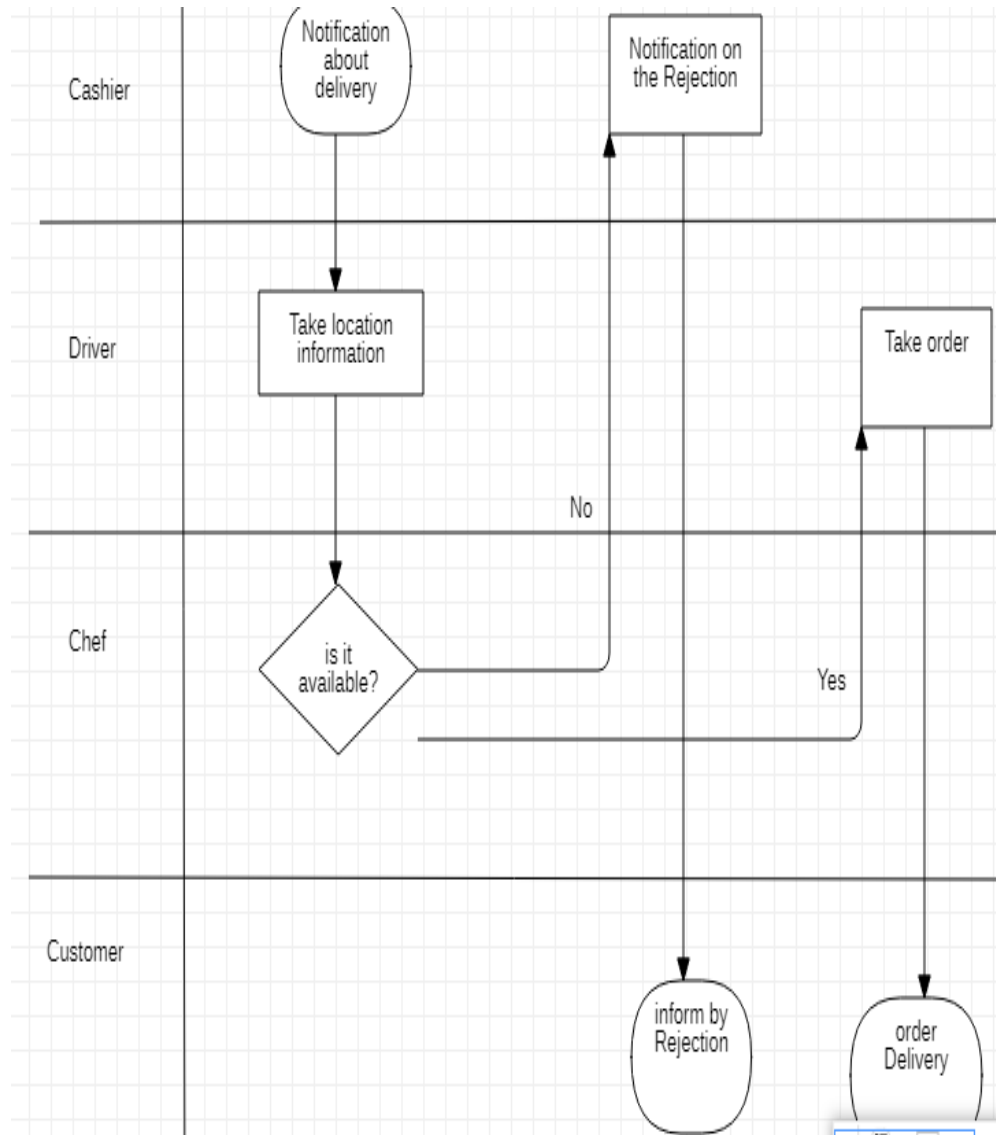 Notification
about
delivery
Notification on
the Rejection
Cashier
Driver
Take location
information
Take order
No
Chef
is it
available?
Yes
Customer
inform by
Rejection
order
Delivery